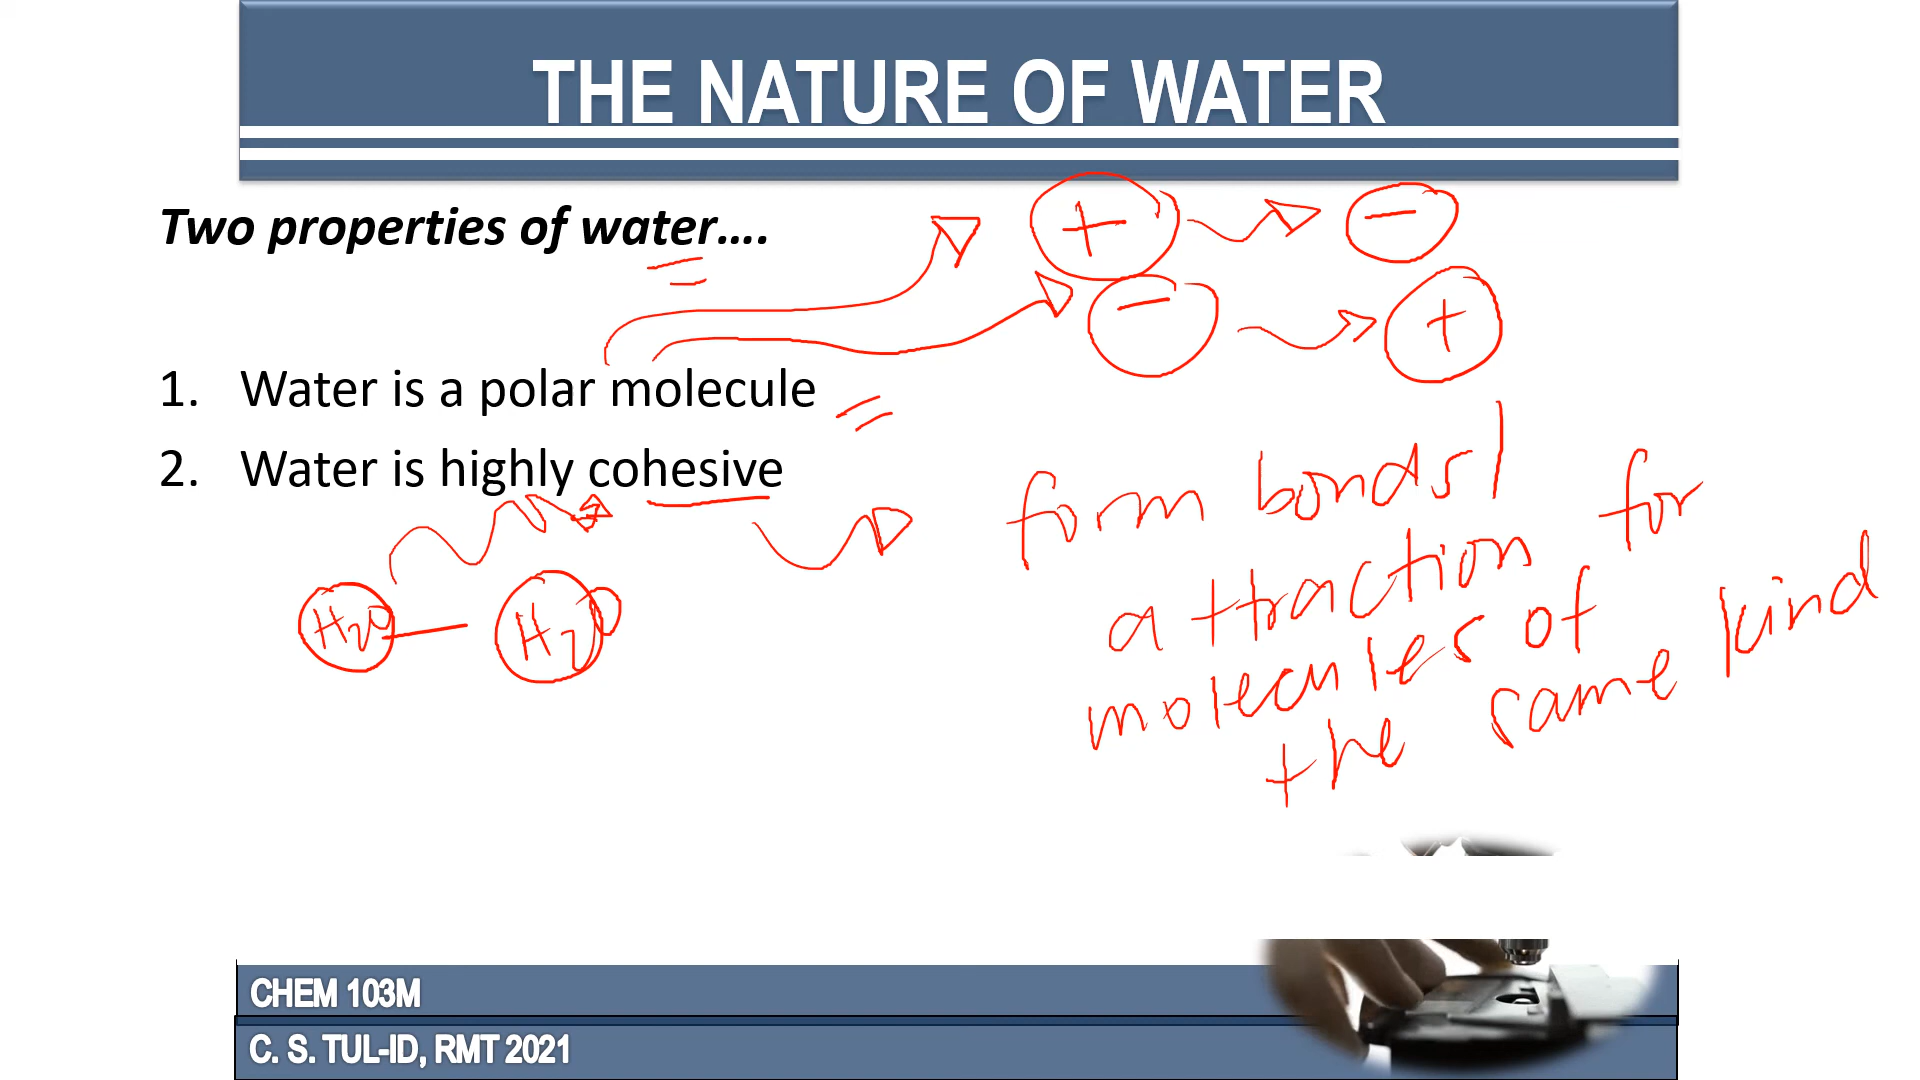 THE NATURE OF WATER
Two properties of water....
+ −
− +
1. Water is a polar molecule
2. Water is highly cohesive
form bonds/
attraction for
molecules of
the same kind
H2O — H2O
CHEM 103M
C. S. TUL-ID, RMT 2021